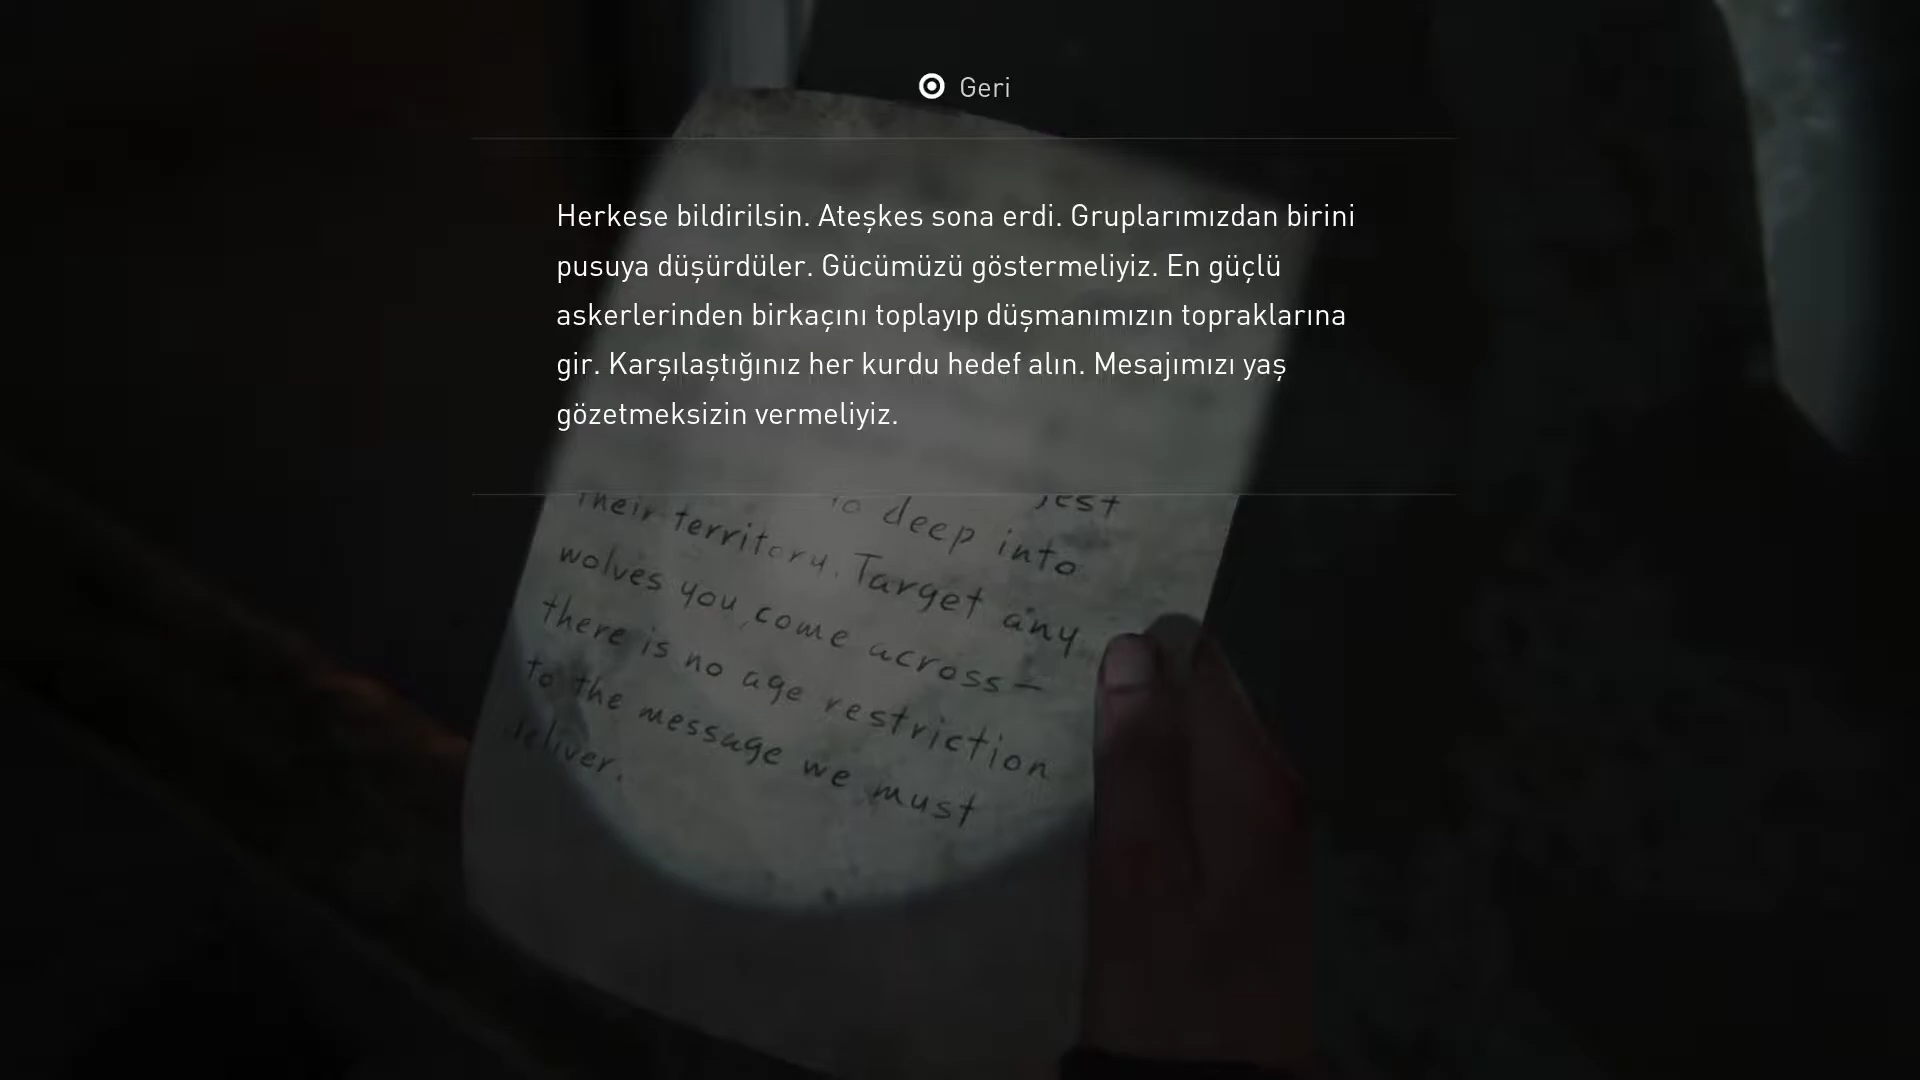 Geri
Herkese bildirilsin. Ateşkes sona erdi. Gruplarımızdan birini
pusuya düşürdüler. Gücümüzü göstermeliyiz. En güçlü
askerlerinden birkaçını toplayıp düşmanımızın topraklarına
gir. Karşılaştığınız her kurdu hedef alın. Mesajımızı yaş
gözetmeksizin vermeliyiz.
to deep into
their territory. Target any
wolves you come across—
there is no age restriction
to the message we must
deliver.